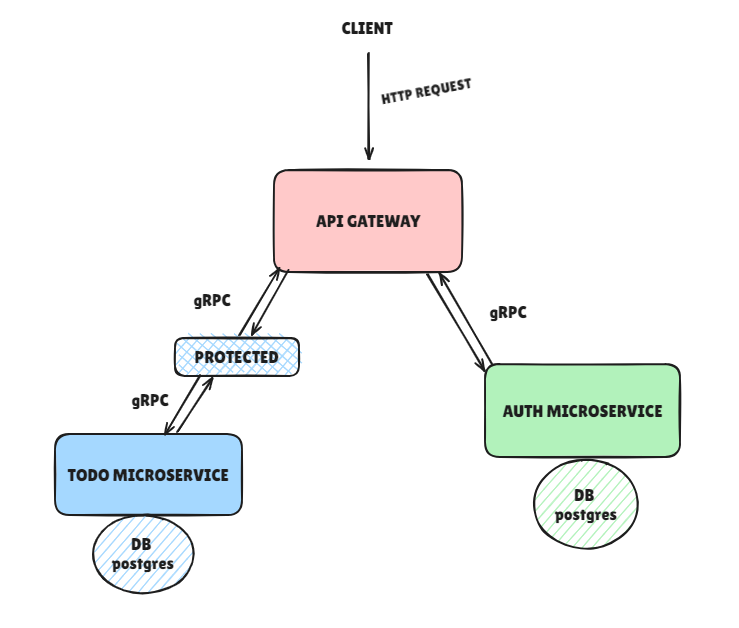 CLIENT
HTTP REQUEST
API GATEWAY
gRPC
gRPC
PROTECTED
gRPC
AUTH MICROSERVICE
TODO MICROSERVICE
DB
postgres
DB
postgres